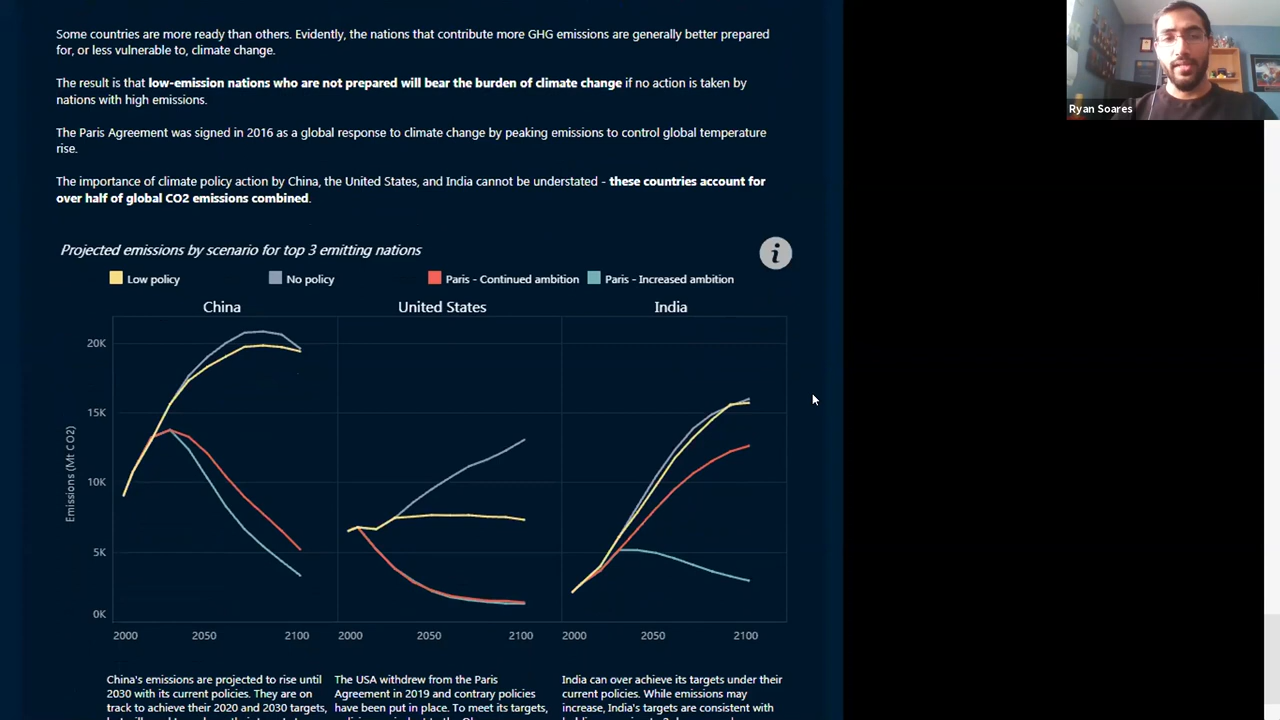 Some countries are more ready than others. Evidently, the nations that contribute more GHG emissions are generally better prepared
for, or less vulnerable to, climate change.
The result is that low-emission nations who are not prepared will bear the burden of climate change if no action is taken by
nations with high emissions.
The Paris Agreement was signed in 2016 as a global response to climate change by peaking emissions to control global temperature
rise.
The importance of climate policy action by China, the United States, and India cannot be understated - these countries account for
over half of global CO2 emissions combined.
Ryan Soares
Projected emissions by scenario for top 3 emitting nations
i
Low policy
No policy
Paris - Continued ambition
Paris - Increased ambition
China
United States
India
Emissions (Mt CO2)
20K
15K
10K
5K
0K
2000 2050 2100
2000 2050 2100
2000 2050 2100
China's emissions are projected to rise until
2030 with its current policies. They are on
track to achieve their 2020 and 2030 targets,
The USA withdrew from the Paris
Agreement in 2019 and contrary policies
have been put in place. To meet its targets,
India can over achieve its targets under their
current policies. While emissions may
increase, India's targets are consistent with